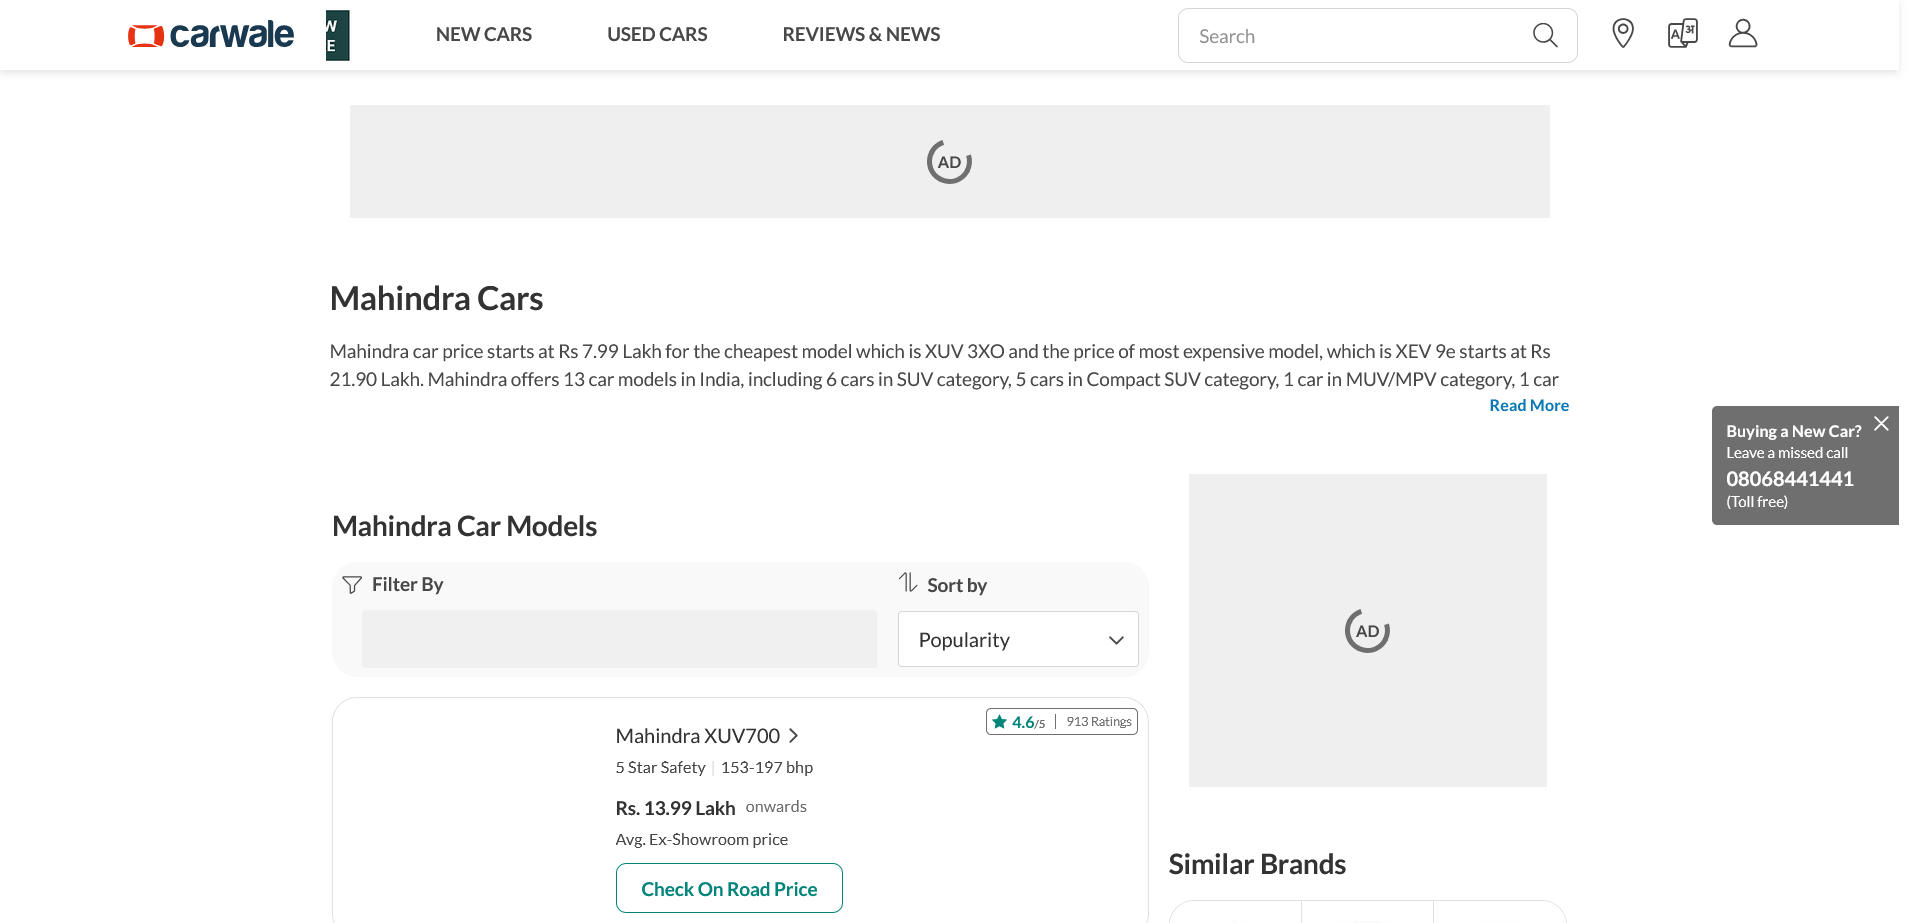 carwale
W
E
NEW CARS
USED CARS
REVIEWS & NEWS
Search
A अ
AD
Mahindra Cars
Mahindra car price starts at Rs 7.99 Lakh for the cheapest model which is XUV 3XO and the price of most expensive model, which is XEV 9e starts at Rs
21.90 Lakh. Mahindra offers 13 car models in India, including 6 cars in SUV category, 5 cars in Compact SUV category, 1 car in MUV/MPV category, 1 car
Read More
Buying a New Car?
Leave a missed call
08068441441
(Toll free)
Mahindra Car Models
Filter By
Sort by
Popularity
AD
4.6/5 | 913 Ratings
Mahindra XUV700
5 Star Safety | 153-197 bhp
Rs. 13.99 Lakh onwards
Avg. Ex-Showroom price
Check On Road Price
Similar Brands